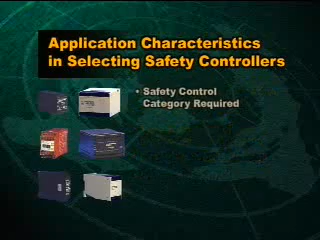 Application Characteristics
in Selecting Safety Controllers
• Safety Control
Category Required